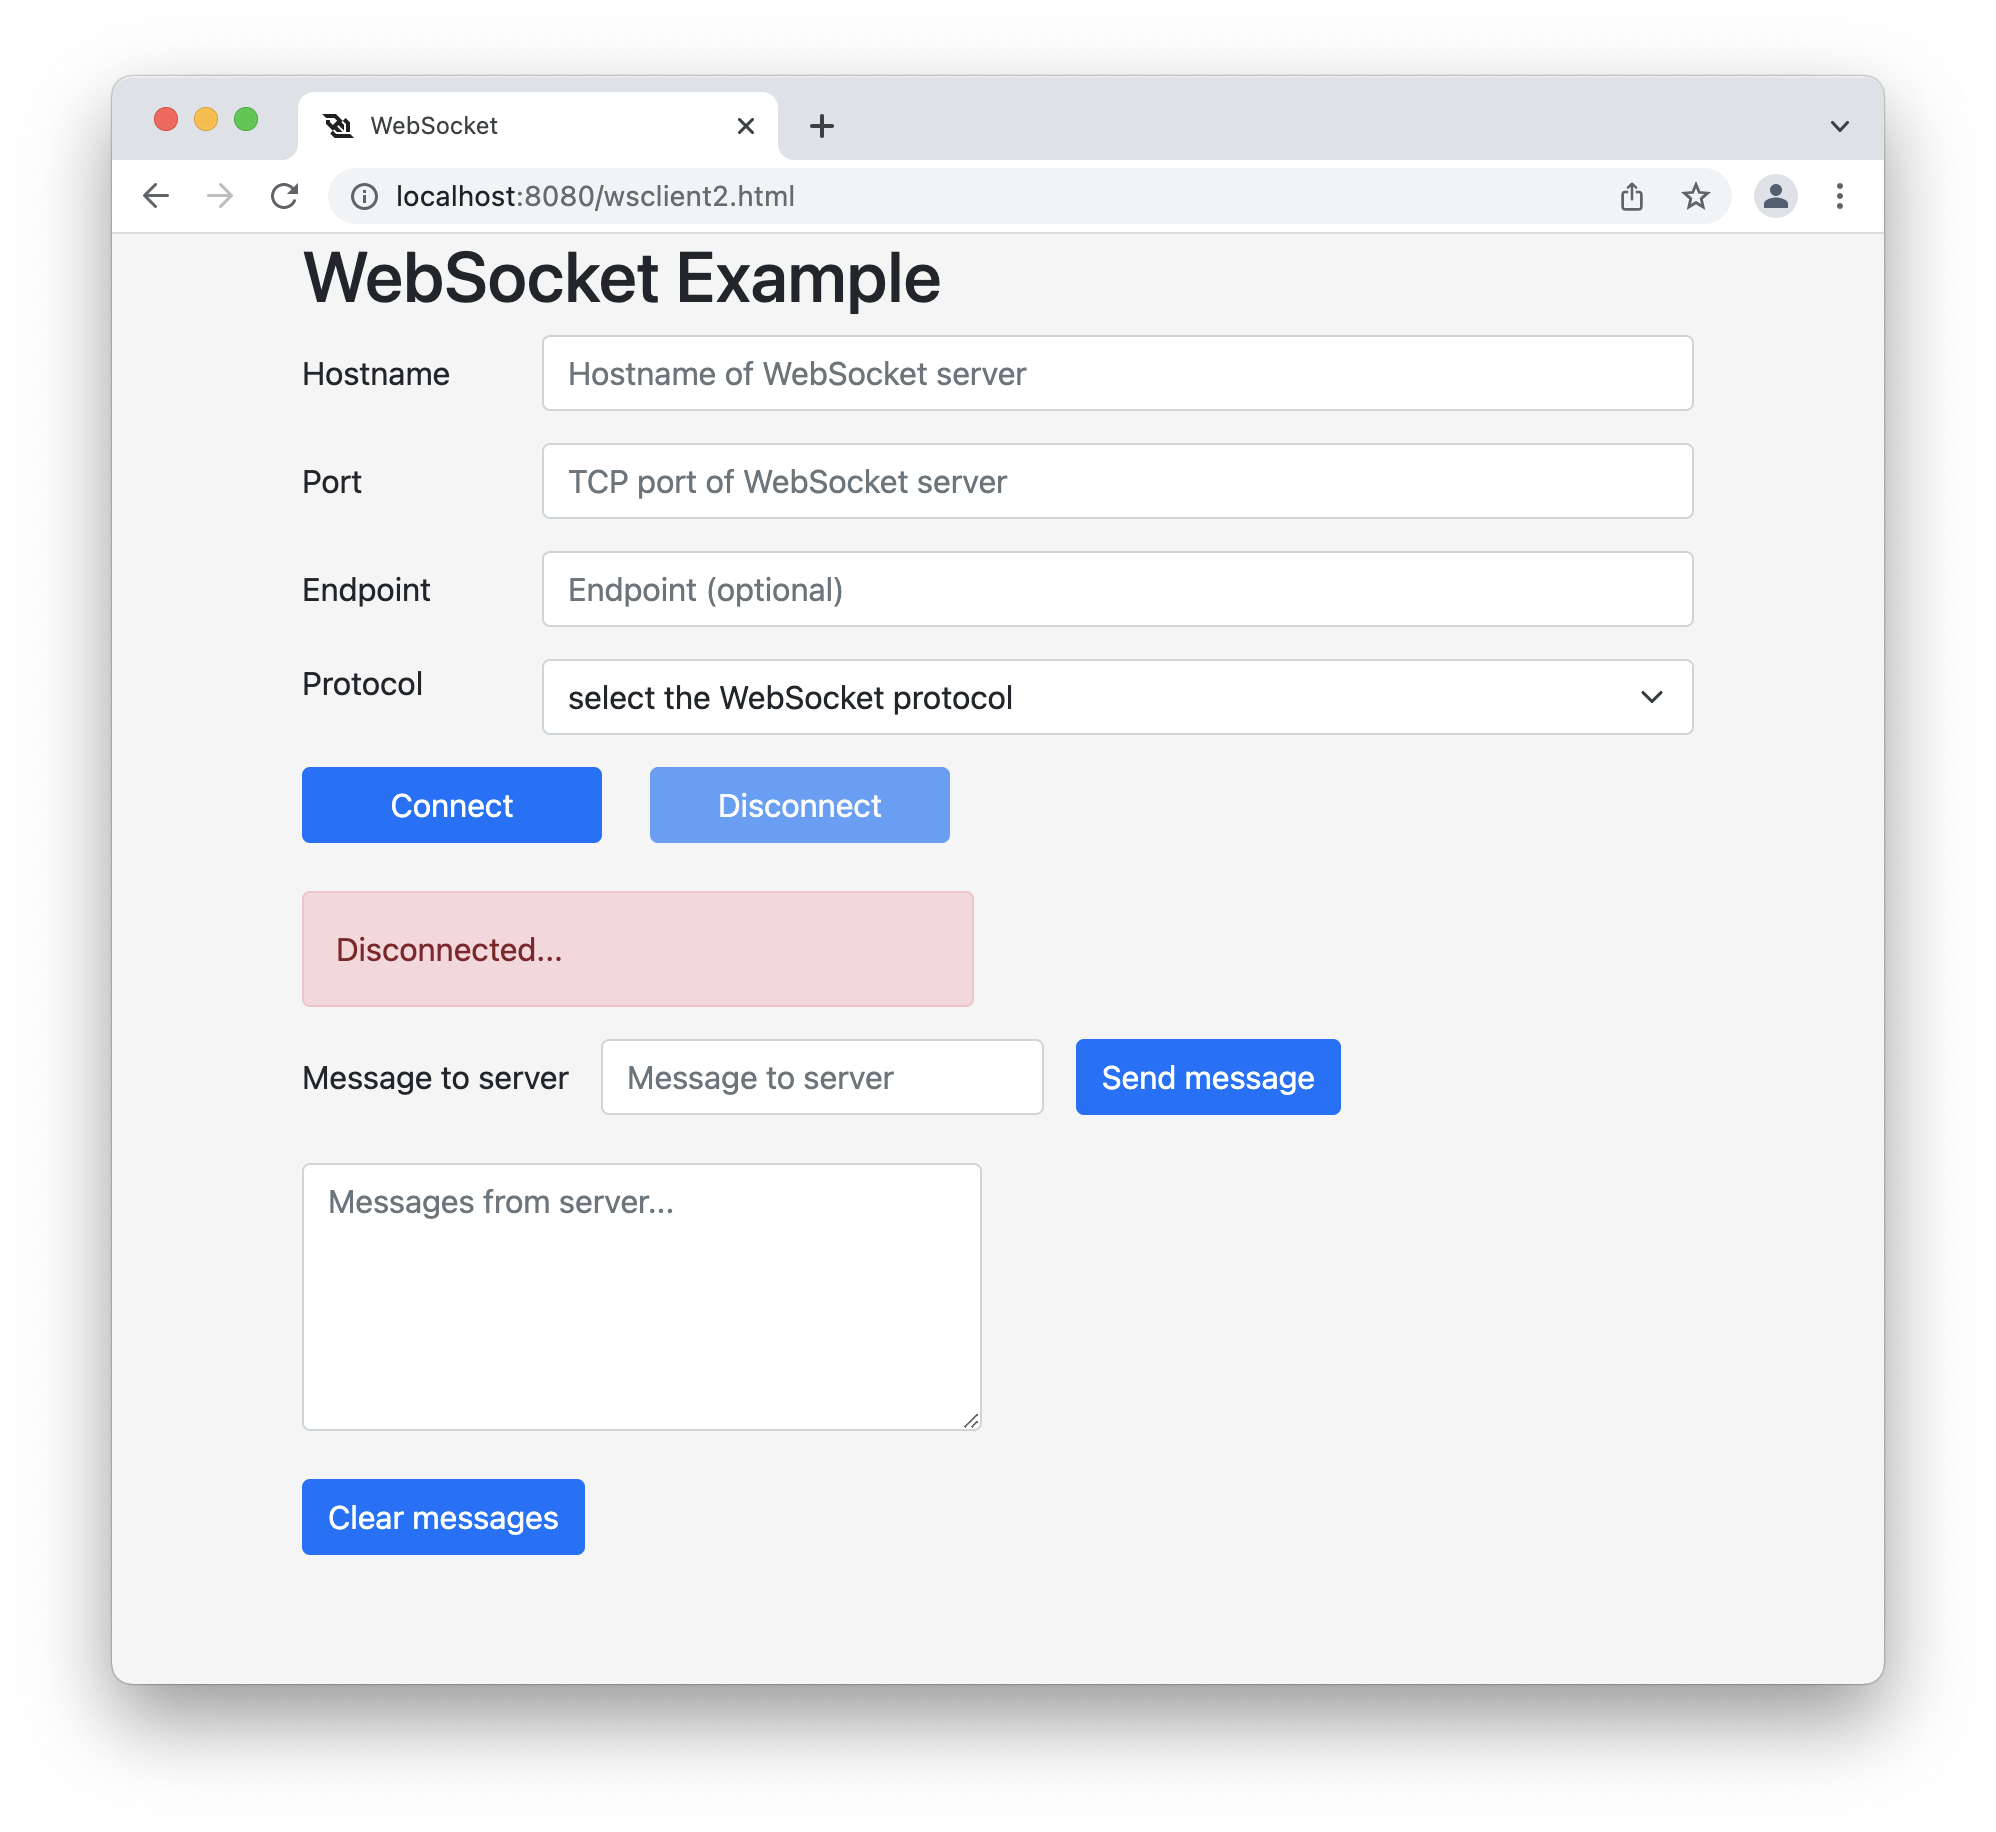 WebSocket
localhost:8080/wsclient2.html
WebSocket Example
Hostname
Hostname of WebSocket server
Port
TCP port of WebSocket server
Endpoint
Endpoint (optional)
Protocol
select the WebSocket protocol
Connect
Disconnect
Disconnected...
Message to server
Message to server
Send message
Messages from server...
Clear messages